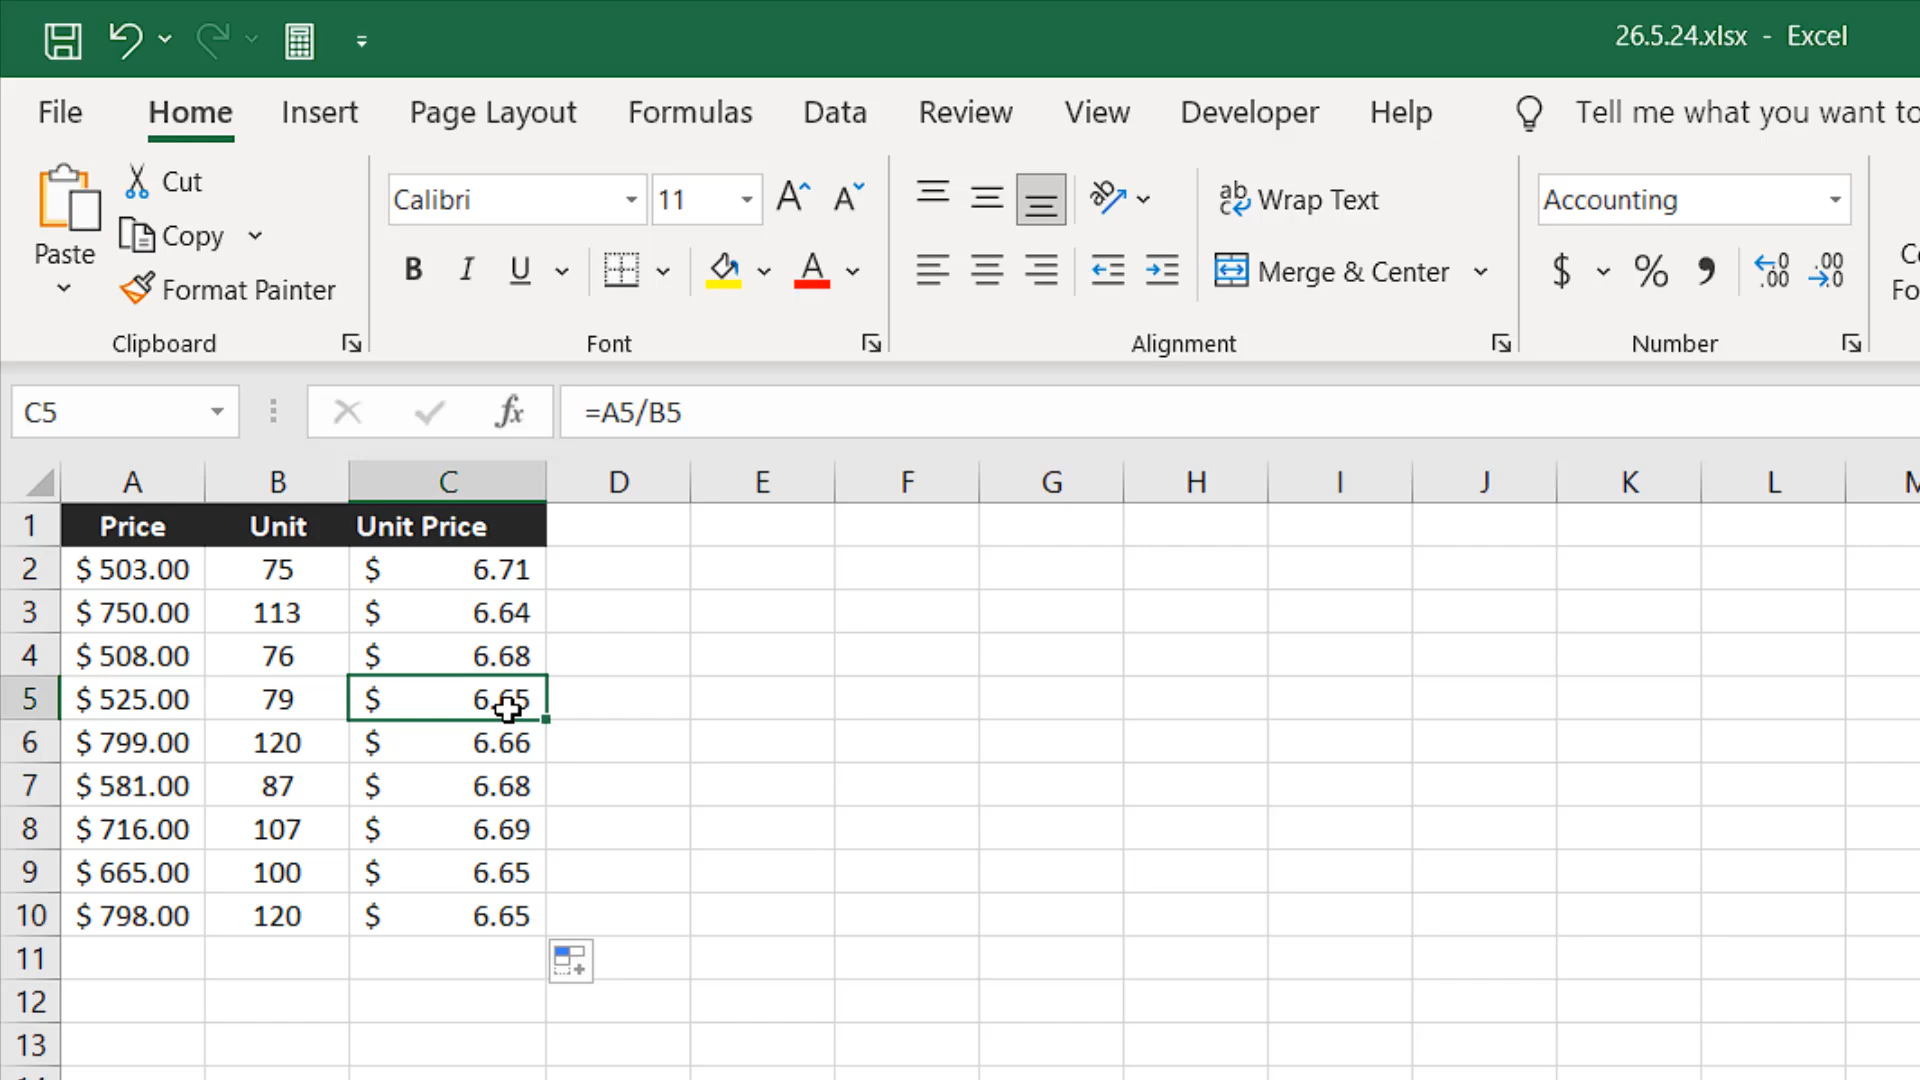 26.5.24.xlsx - Excel
File Home Insert Page Layout Formulas Data Review View Developer Help Tell me what you want to
Paste
Cut
Copy
Format Painter
Clipboard
Calibri 11
B I U A
Font
Wrap Text
Merge & Center
Alignment
Accounting
$ % ,
Number
C5 fx =A5/B5
A B C D E F G H I J K L
1 Price Unit Unit Price
2 $ 503.00 75 $ 6.71
3 $ 750.00 113 $ 6.64
4 $ 508.00 76 $ 6.68
5 $ 525.00 79 $ 6.65
6 $ 799.00 120 $ 6.66
7 $ 581.00 87 $ 6.68
8 $ 716.00 107 $ 6.69
9 $ 665.00 100 $ 6.65
10 $ 798.00 120 $ 6.65
11
12
13